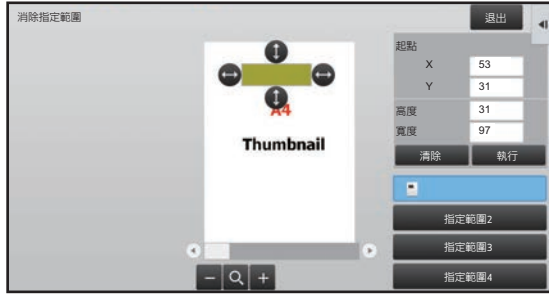 消除指定範圍
退出
起點
X 53
Y 31
高度 31
寬度 97
清除 執行
A4
Thumbnail
指定範圍2
指定範圍3
指定範圍4